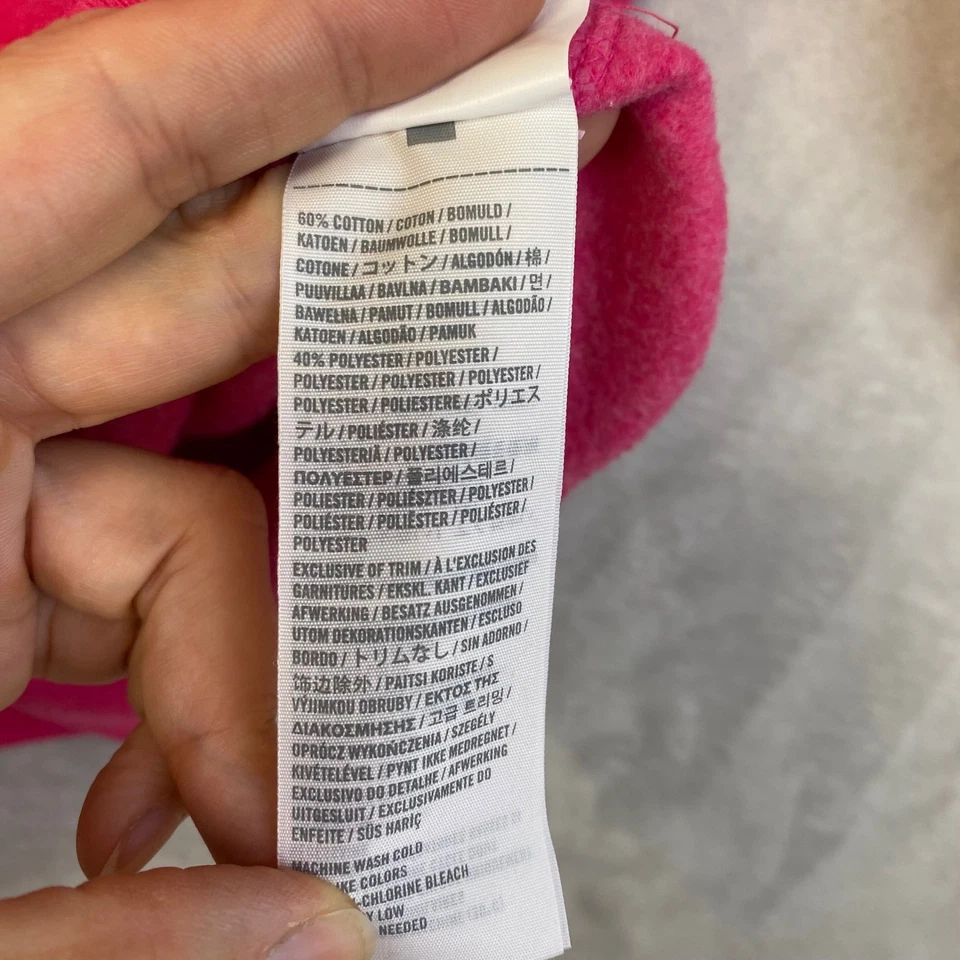 60% COTTON / COTON / BOMULD /
KATOEN / BAUMWOLLE / BOMULL /
COTONE / コットン / ALGODÓN / 棉 /
PUUVILLAA / BAVLNA / ΒΑΜΒΑΚΙ / 면 /
BAWEŁNA / PAMUT / BOMULL / ALGODÃO /
KATOEN / ALGODÃO / PAMUK
40% POLYESTER / POLYESTER /
POLYESTER / POLYESTER / POLYESTER /
POLYESTER / POLIESTERE / ポリエス
テル / POLIÉSTER / 涤纶 /
POLYESTERIÄ / POLYESTER /
ΠΟΛΥΕΣΤΕΡ / 폴리에스테르 /
POLIESTER / POLIÉSZTER / POLYESTER /
POLIÉSTER / POLIËSTER / POLIÉSTER /
POLYESTER
EXCLUSIVE OF TRIM / À L'EXCLUSION DES
GARNITURES / EKSKL. KANT / EXCLUSIEF
AFWERKING / BESATZ AUSGENOMMEN /
UTOM DEKORATIONSKANTEN / ESCLUSO
BORDO / トリムなし / SIN ADORNO /
饰边除外 / PAITSI KORISTE / S
VÝJIMKOU OBRUBY / ΕΚΤΟΣ ΤΗΣ
ΔΙΑΚΟΣΜΗΣΗΣ / 고급 트리밍 /
OPRÓCZ WYKOŃCZENIA / SZEGÉLY
KIVÉTELÉVEL / PYNT IKKE MEDREGNET /
EXCLUSIVO DO DETALHE / AFWERKING
UITGESLUIT / EXCLUSIVAMENTE DO
ENFEITE / SÜS HARİÇ
MACHINE WASH COLD
COLORS
-CHLORINE BLEACH
LOW
NEEDED